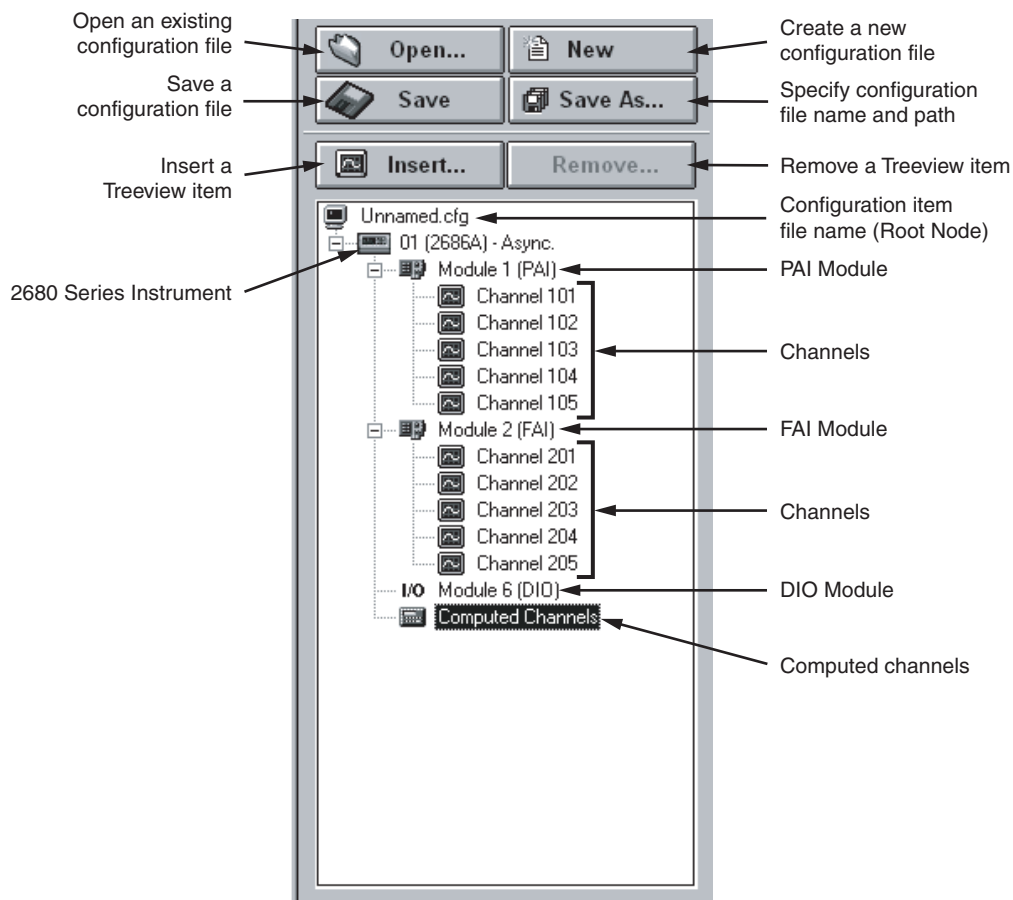 Open an existing
configuration file
Open...
New
Create a new
configuration file
Save a
configuration file
Save
Save As...
Specify configuration
file name and path
Insert a
Treeview item
Insert...
Remove...
Remove a Treeview item
Unnamed.cfg
Configuration item
file name (Root Node)
01 (2686A) - Async.
2680 Series Instrument
Module 1 (PAI)
PAI Module
Channel 101
Channel 102
Channel 103
Channels
Channel 104
Channel 105
Module 2 (FAI)
FAI Module
Channel 201
Channel 202
Channel 203
Channels
Channel 204
Channel 205
I/O Module 6 (DIO)
DIO Module
Computed Channels
Computed channels